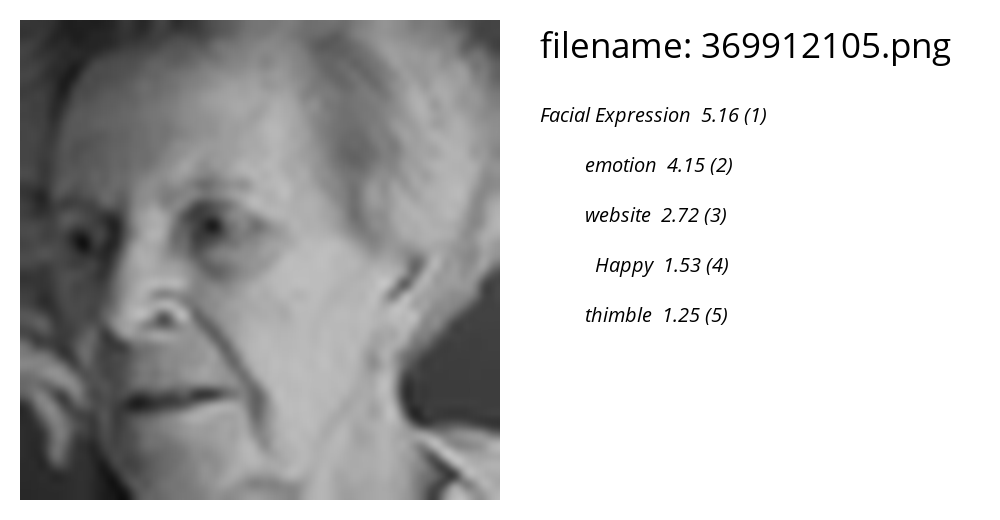 filename: 369912105.png
Facial Expression 5.16 (1)
emotion 4.15 (2)
website 2.72 (3)
Happy 1.53 (4)
thimble 1.25 (5)